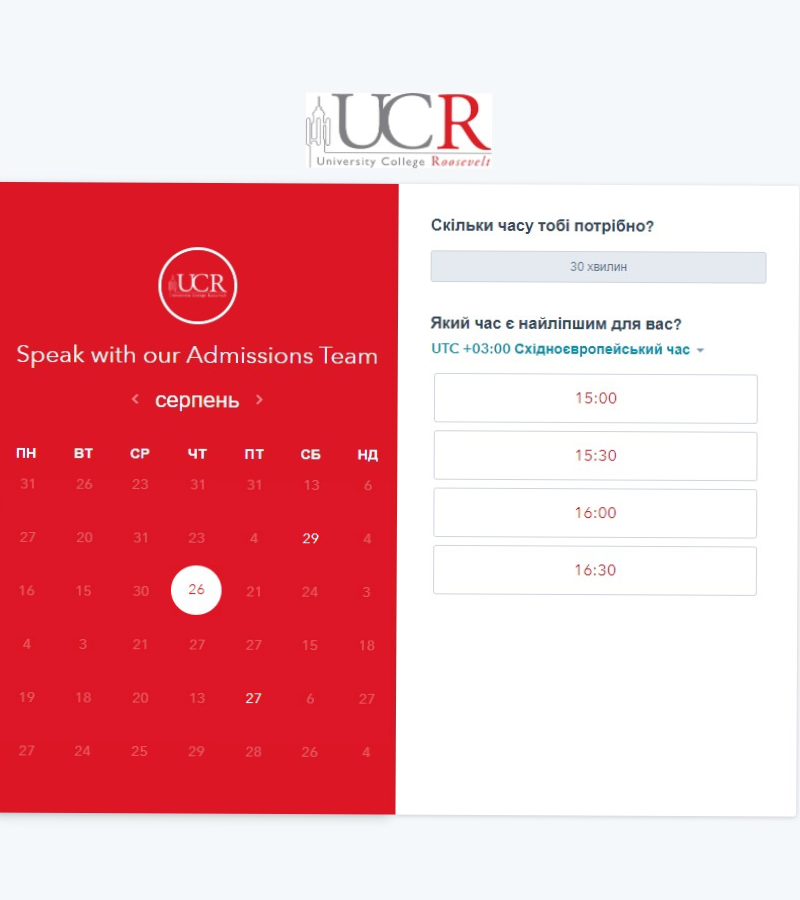 UCR
University College Roosevelt
UCR
University College Roosevelt
Speak with our Admissions Team
серпень
ПН ВТ СР ЧТ ПТ СБ НД
31 26 23 31 31 13 6
27 20 31 23 4 29 4
16 15 30 26 21 24 3
4 3 21 27 27 15 18
19 18 20 13 27 6 27
27 24 25 29 28 26 4
Скільки часу тобі потрібно?
30 хвилин
Який час є найліпшим для вас?
UTC +03:00 Східноєвропейський час
15:00
15:30
16:00
16:30